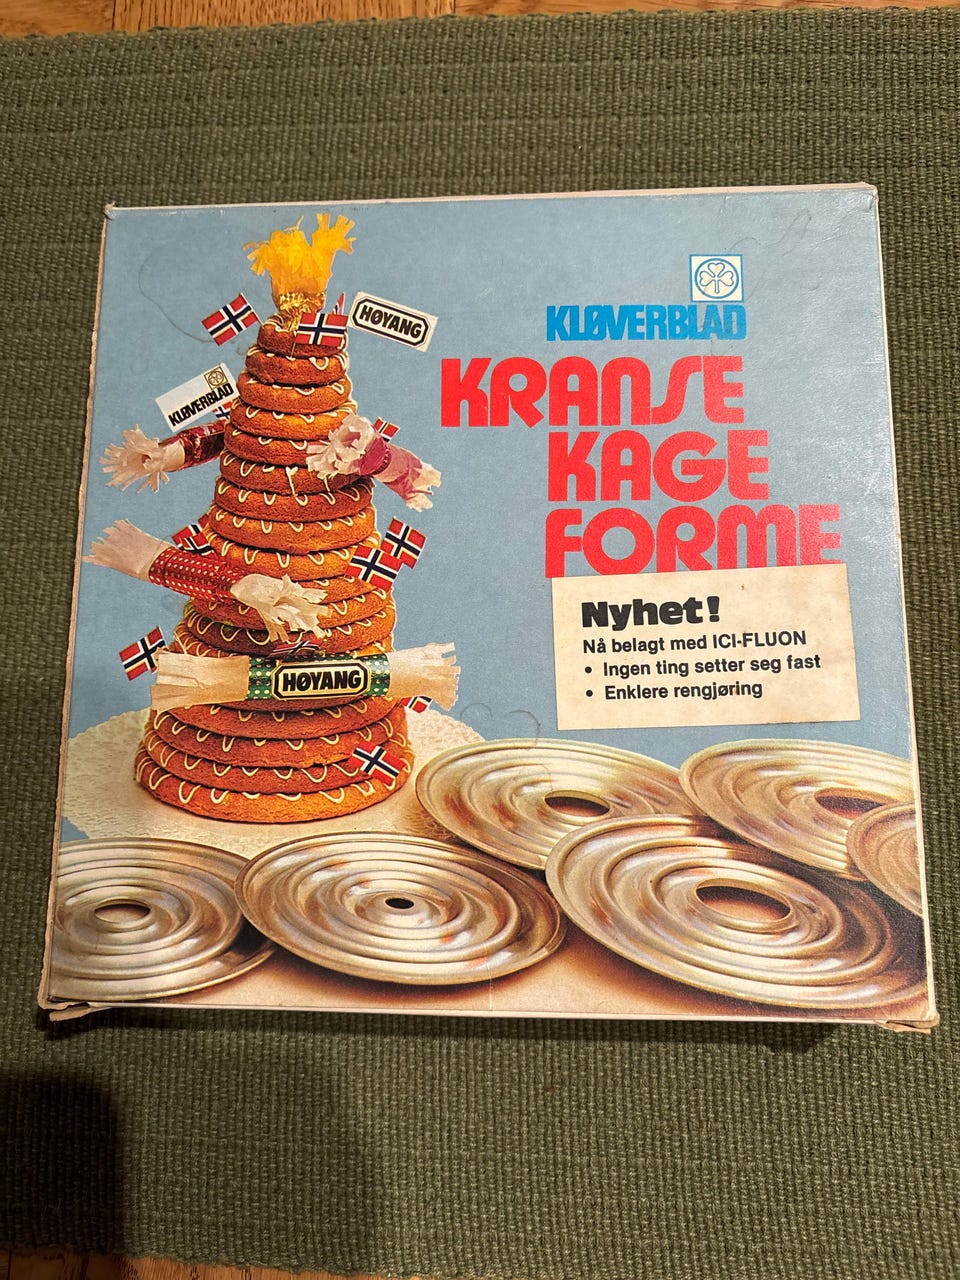 KLØVERBLAD
KRANSE
KAGE
FORME
HØYANG
KLØVERBLAD
HØYANG
Nyhet!
Nå belagt med ICI-FLUON
• Ingen ting setter seg fast
• Enklere rengjøring